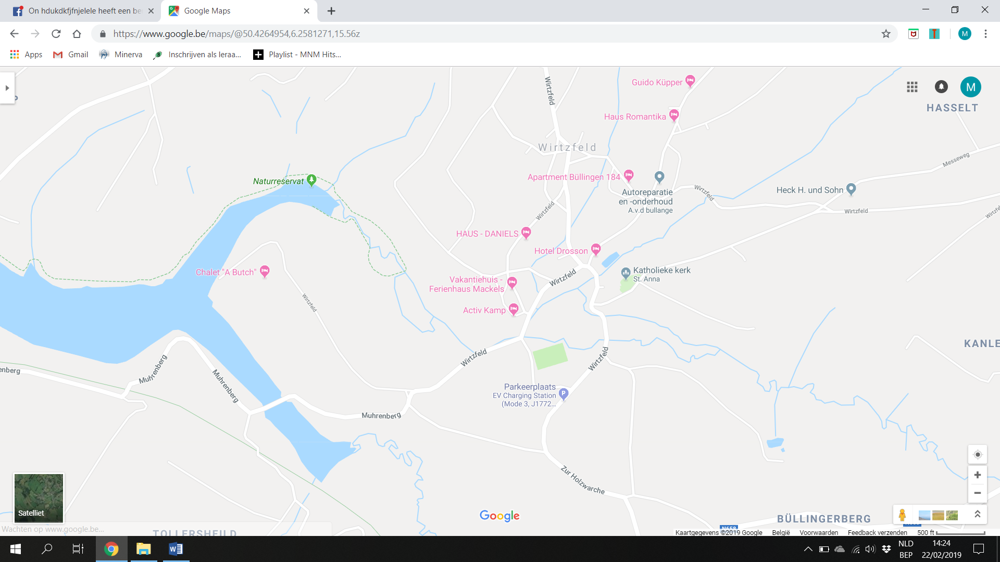 On hdukdkfjfnjelele heeft een be
Google Maps
https://www.google.be/maps/@50.4264954,6.2581271,15.56z
M
Apps
Gmail
Minerva
Inschrijven als leraa...
Playlist - MNM Hits...
Guido Küpper
M
HASSELT
Wirtzfeld
Haus Romantika
Wirtzfeld
Messeweg
Naturreservat
Apartment Büllingen 184
Autoreparatie
en -onderhoud
A.v.d bullange
Wirtzfeld
Heck H. und Sohn
Wirtzfeld
Wirtzfeld
HAUS - DANIELS
Hotel Drosson
Chalet "A Butch"
Wirtzfeld
Katholieke kerk
St. Anna
Vakantiehuis -
Ferienhaus Mackels
Wirtzfeld
Activ Kamp
KANLE
Wirtzfeld
Wirtzfeld
enberg
Muhrenberg
Muhrenberg
Parkeerplaats
EV Charging Station
(Mode 3, J1772...
P
Muhrenberg
Zur Holzwarche
Satelliet
Google
BÜLLINGERBERG
N658
Wachten op www.google.be...
TOLLERSHEILD
Kaartgegevens ©2019 Google België Voorwaarden Feedback verzenden 500 ft
NLD
BEP
14:24
22/02/2019